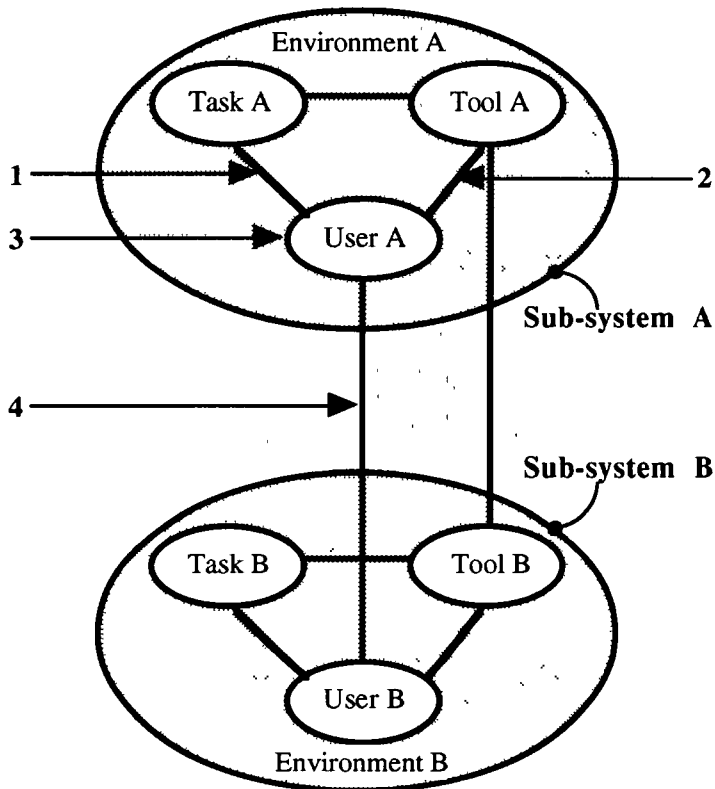 Environment A
Task A
Tool A
1
2
3
User A
Sub-system A
4
Sub-system B
Task B
Tool B
User B
Environment B